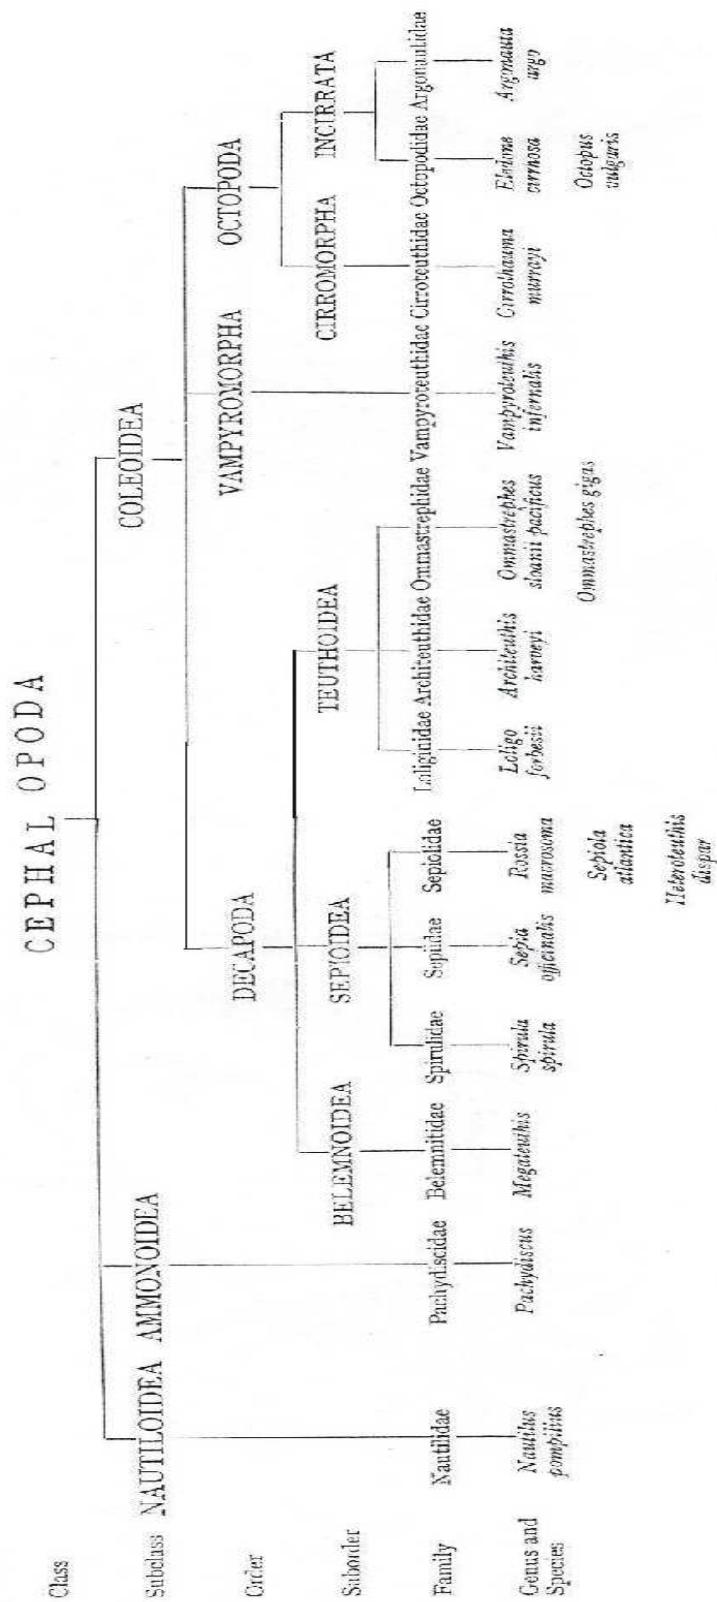 CEPHALOPODA
Class
Subclass NAUTILOIDEA AMMONOIDEA COLEOIDEA
Order DECAPODA VAMPYROMORPHA OCTOPODA
Suborder BELEMNOIDEA SEPIOIDEA TEUTHOIDEA CIRROMORPHA INCIRRATA
Family Nautilidae Pachydiscidae Belemnitidae Spirulidae Sepiidae Sepiolidae Loliginidae Architeuthidae Ommastrephidae Vampyroteuthidae Cirroteuthidae Octopodidae Argonautidae
Genus and Nautilus Pachydiscus Megateuthis Spirula Sepia Rossia Loligo Architeuthis Ommastrephes Vampyroteuthis Cirrothauma Eledone Argonauta
Species pompilius spirula officinalis macrosoma forbesii harveyi sloanii pacificus infernalis murrayi cirrhosa argo
Sepiola Ommastrephes gigas Octopus
atlantica vulgaris
Heteroteuthis
dispar